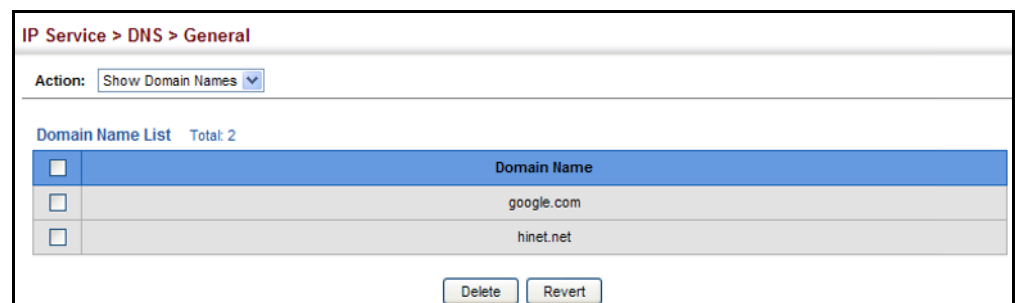 IP Service > DNS > General
Action: Show Domain Names
Domain Name List Total: 2
Domain Name
google.com
hinet.net
Delete Revert